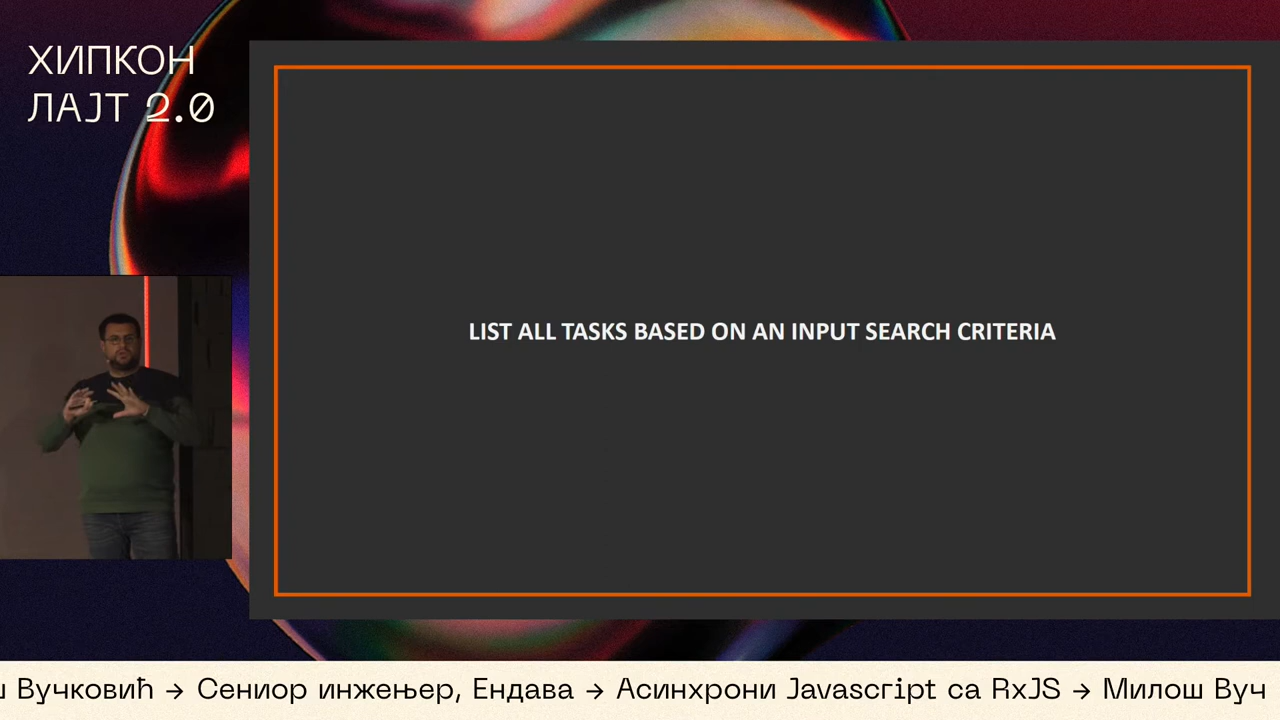 ХИПКОН
ЛАЈТ 2.0
LIST ALL TASKS BASED ON AN INPUT SEARCH CRITERIA
Вучковић → Сениор инжењер, Ендава → Асинхрони Javascript са RxJS → Милош Вуч